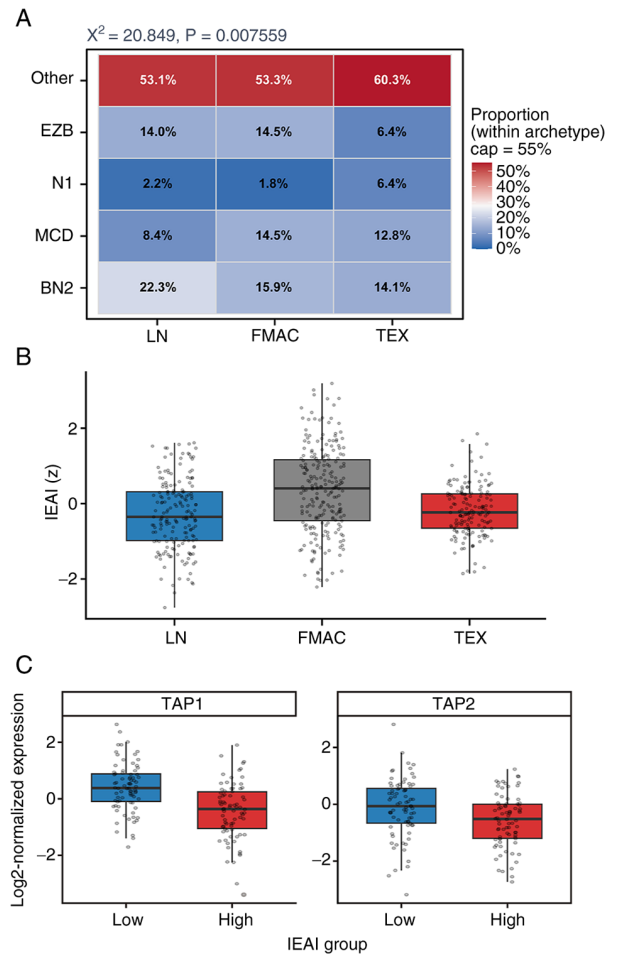 A
X² = 20.849, P = 0.007559
Other 53.1% 53.3% 60.3%
EZB 14.0% 14.5% 6.4%
N1 2.2% 1.8% 6.4%
MCD 8.4% 14.5% 12.8%
BN2 22.3% 15.9% 14.1%
LN FMAC TEX
Proportion
(within archetype)
cap = 55%
50%
40%
30%
20%
10%
0%
B
IEAI (z)
2
0
−2
LN FMAC TEX
C
Log2-normalized expression
TAP1 TAP2
2 2
0 0
−2 −2
Low High Low High
IEAI group